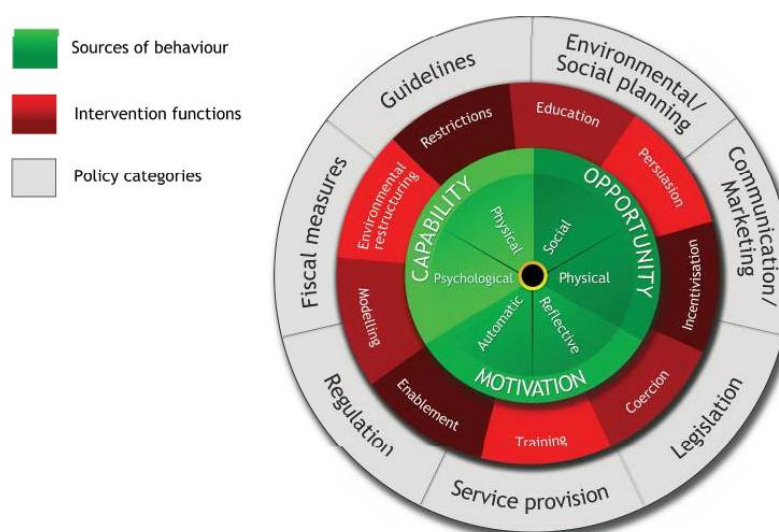 Sources of behaviour
Intervention functions
Policy categories
Guidelines
Environmental/
Social planning
Communication/
Marketing
Legislation
Service provision
Regulation
Fiscal measures
Restrictions
Education
Persuasion
Incentivisation
Coercion
Training
Enablement
Modelling
Environmental
restructuring
CAPABILITY
OPPORTUNITY
MOTIVATION
Physical
Social
Psychological
Physical
Automatic
Reflective